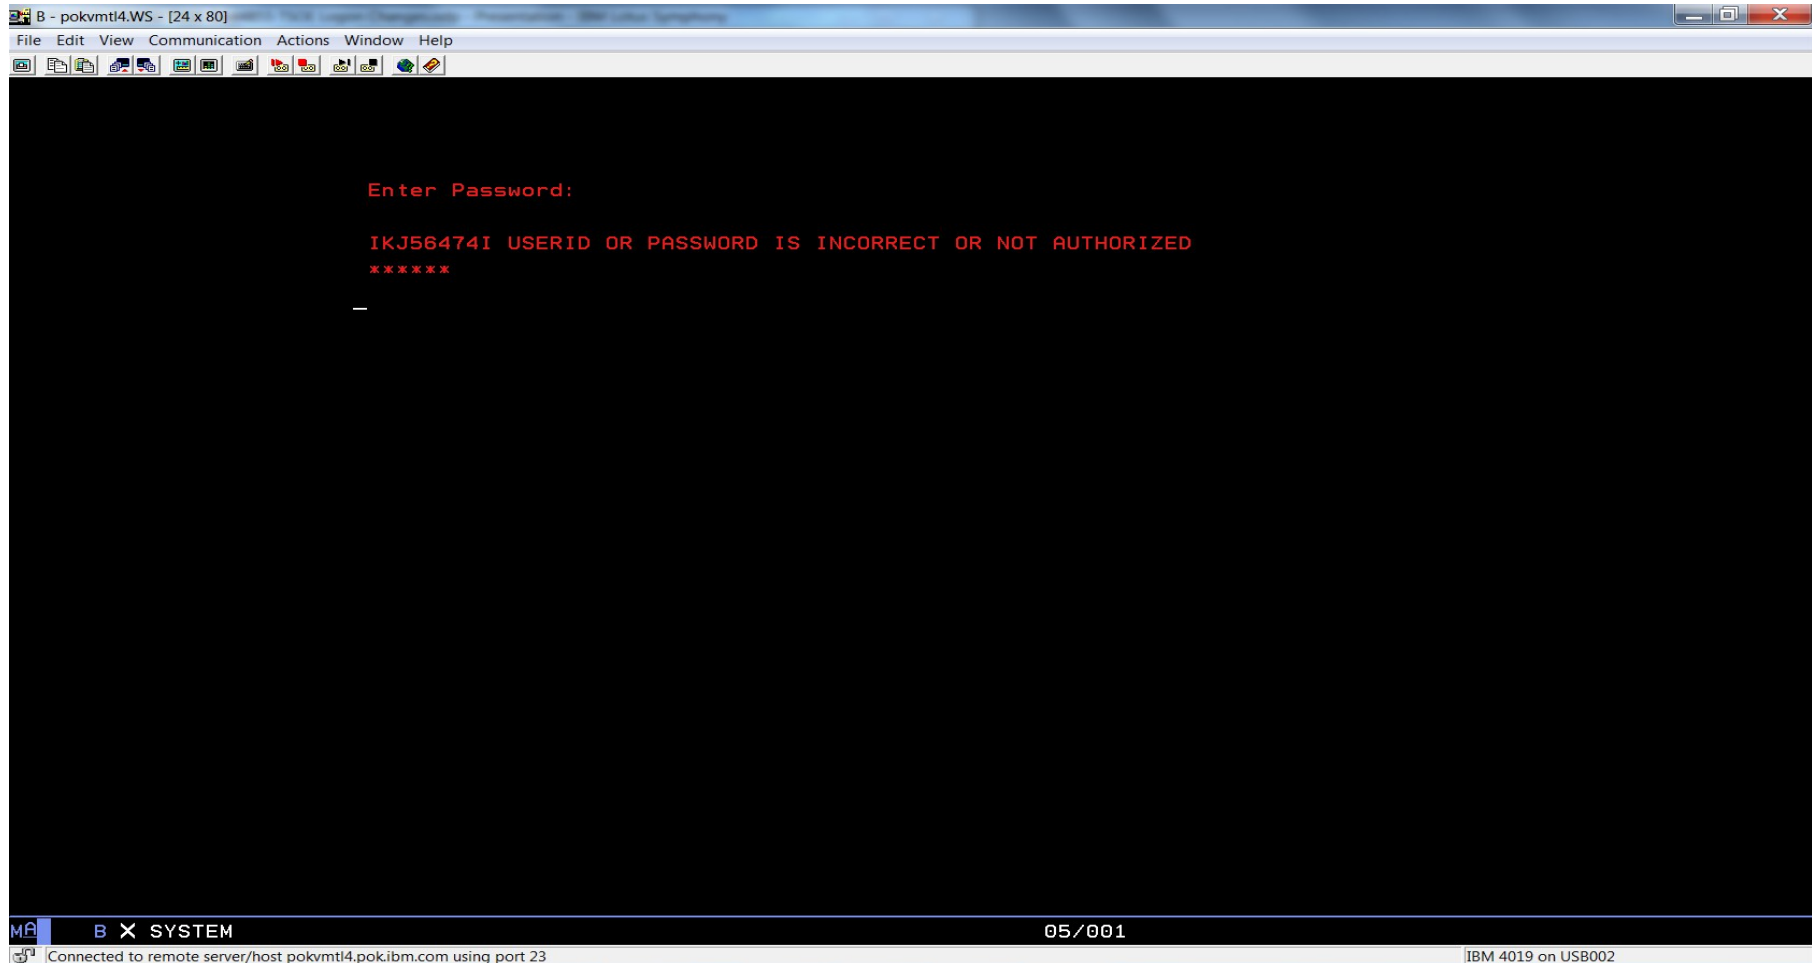 B - pokvmtl4.WS - [24 x 80]
File Edit View Communication Actions Window Help
Enter Password:
IKJ56474I USERID OR PASSWORD IS INCORRECT OR NOT AUTHORIZED
******
MA B X SYSTEM 05/001
Connected to remote server/host pokvmtl4.pok.ibm.com using port 23 IBM 4019 on USB002